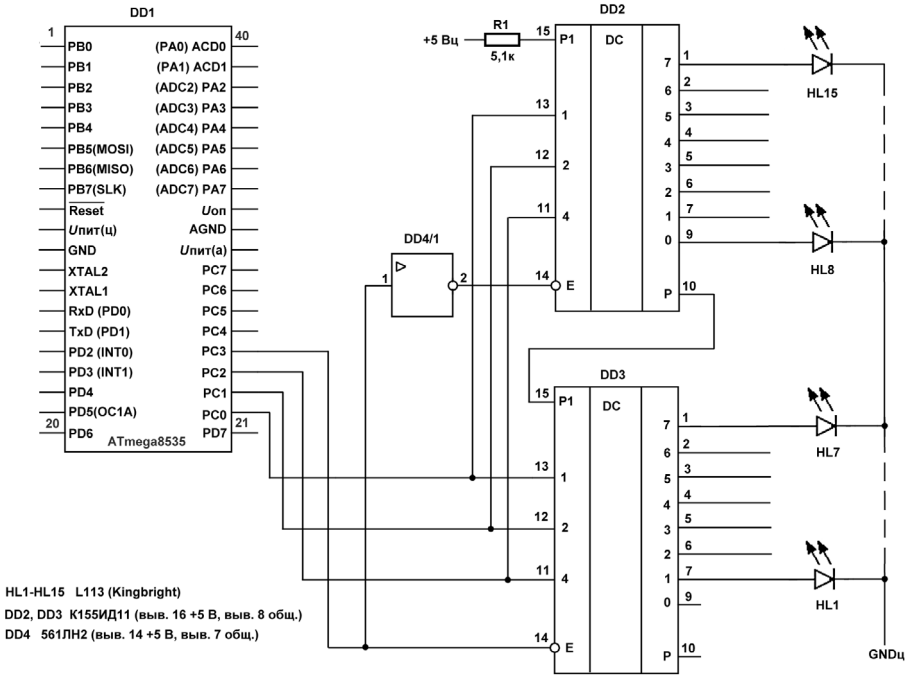 DD1
1
40
PB0 (PA0) ACD0
PB1 (PA1) ACD1
PB2 (ADC2) PA2
PB3 (ADC3) PA3
PB4 (ADC4) PA4
PB5(MOSI) (ADC5) PA5
PB6(MISO) (ADC6) PA6
PB7(SLK) (ADC7) PA7
Reset Uоп
Uпит(ц) AGND
GND Uпит(а)
XTAL2 PC7
XTAL1 PC6
RxD (PD0) PC5
TxD (PD1) PC4
PD2 (INT0) PC3
PD3 (INT1) PC2
PD4 PC1
PD5(OC1A) PC0
20 21
PD6 PD7
ATmega8535
DD4/1
1 2
+5 Вц
R1
5,1к
DD2
DC
15 P1
13 1
12 2
11 4
14 E
7 1
6 2
5 3
4 4
3 5
2 6
1 7
0 9
P 10
HL15
HL8
DD3
DC
15 P1
13 1
12 2
11 4
14 E
7 1
6 2
5 3
4 4
3 5
2 6
1 7
0 9
P 10
HL7
HL1
GNDц
HL1-HL15 L113 (Kingbright)
DD2, DD3 К155ИД11 (выв. 16 +5 В, выв. 8 общ.)
DD4 561ЛН2 (выв. 14 +5 В, выв. 7 общ.)